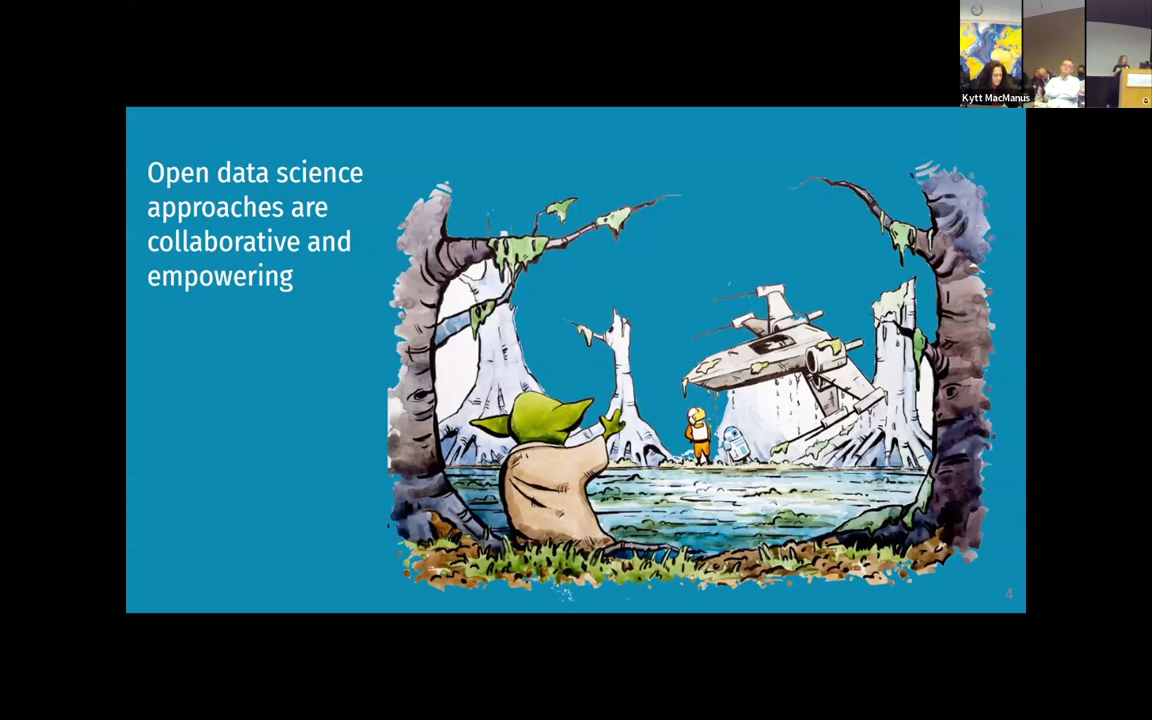 Kytt MacManus
Open data science
approaches are
collaborative and
empowering
4